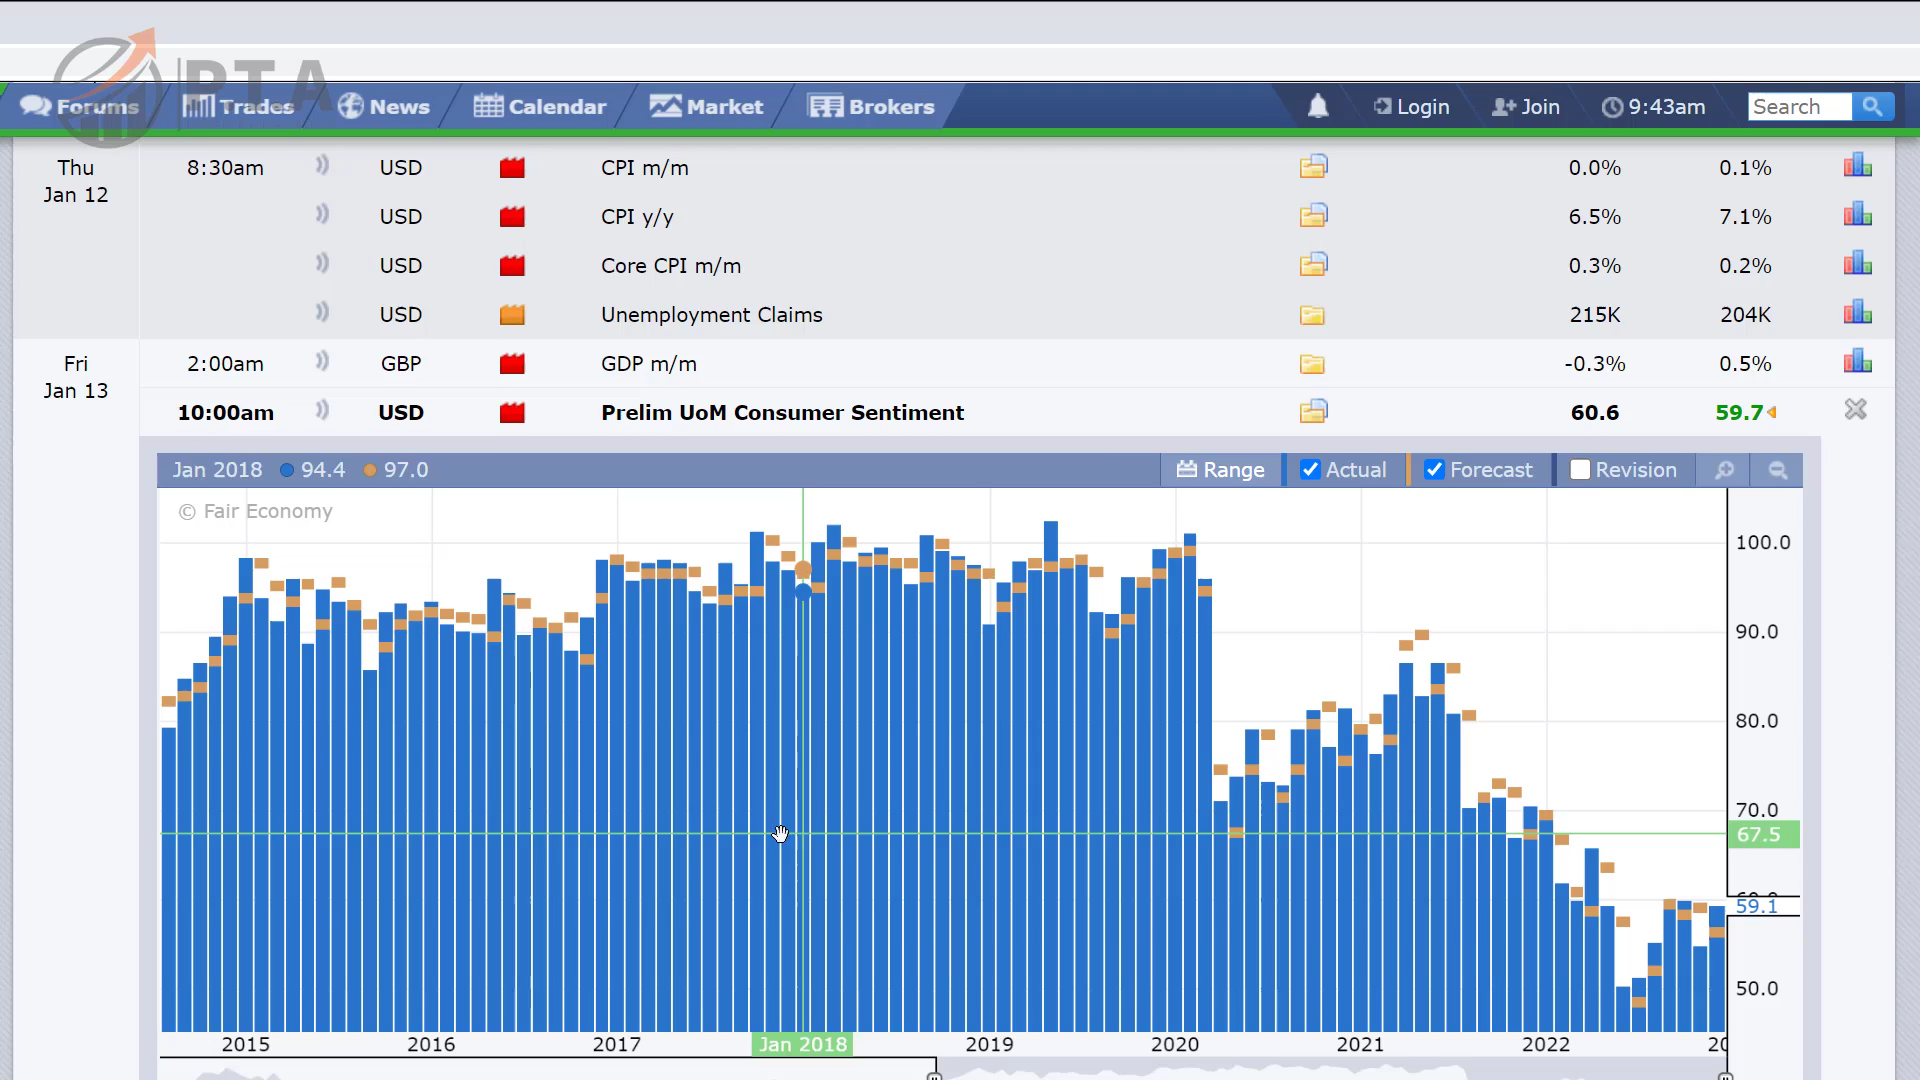 PTA
Forums Trades News Calendar Market Brokers Login Join 9:43am Search
Thu 8:30am USD CPI m/m 0.0% 0.1%
Jan 12
USD CPI y/y 6.5% 7.1%
USD Core CPI m/m 0.3% 0.2%
USD Unemployment Claims 215K 204K
Fri 2:00am GBP GDP m/m -0.3% 0.5%
Jan 13
10:00am USD Prelim UoM Consumer Sentiment 60.6 59.7
Jan 2018 94.4 97.0 Range Actual Forecast Revision
© Fair Economy
100.0
90.0
80.0
70.0
67.5
59.1
50.0
2015 2016 2017 Jan 2018 2019 2020 2021 2022